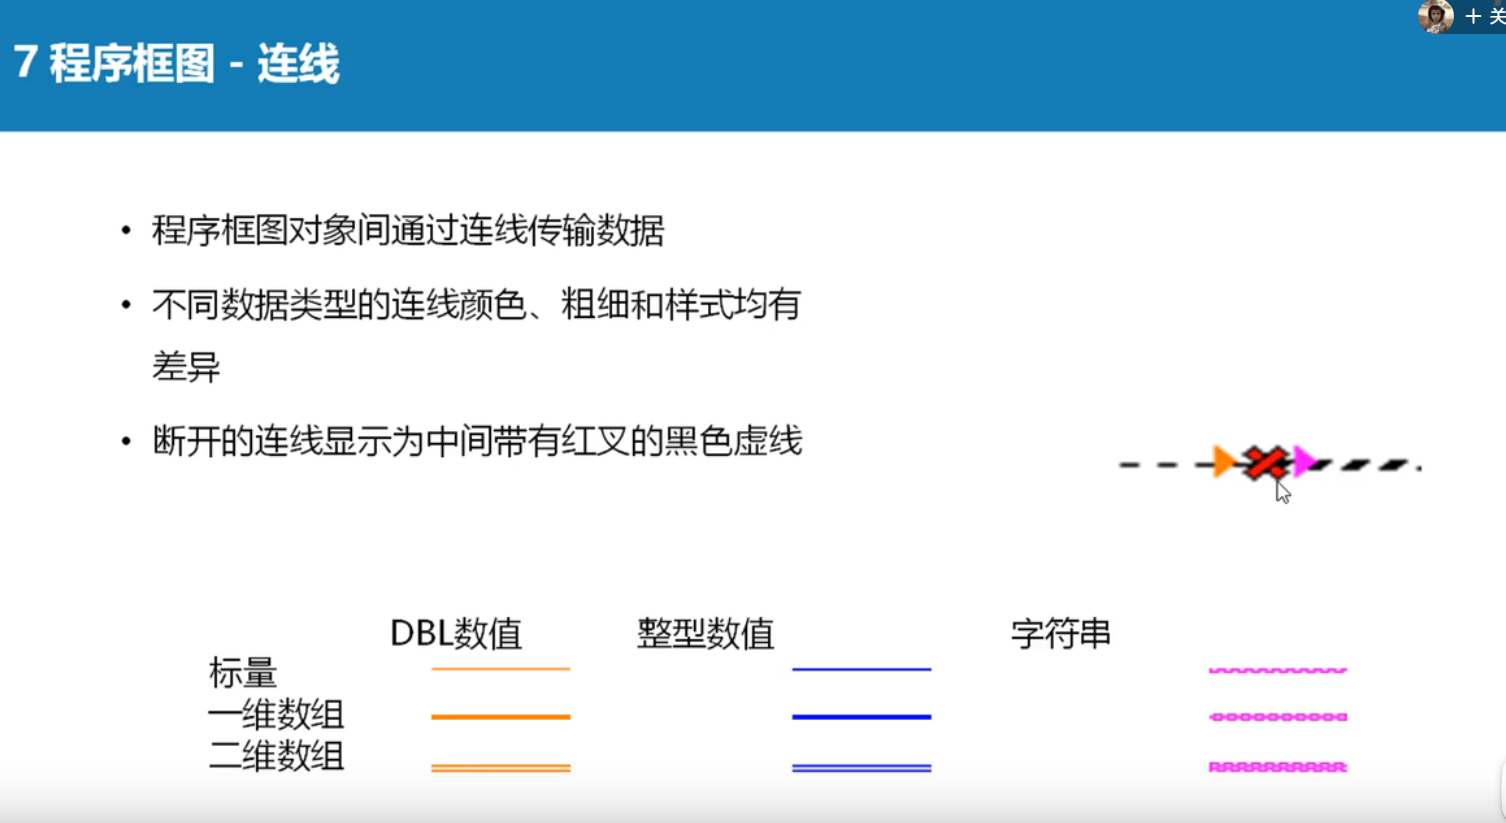 + 关
7 程序框图 - 连线
• 程序框图对象间通过连线传输数据
• 不同数据类型的连线颜色、粗细和样式均有
差异
• 断开的连线显示为中间带有红叉的黑色虚线
DBL数值 整型数值 字符串
标量
一维数组
二维数组